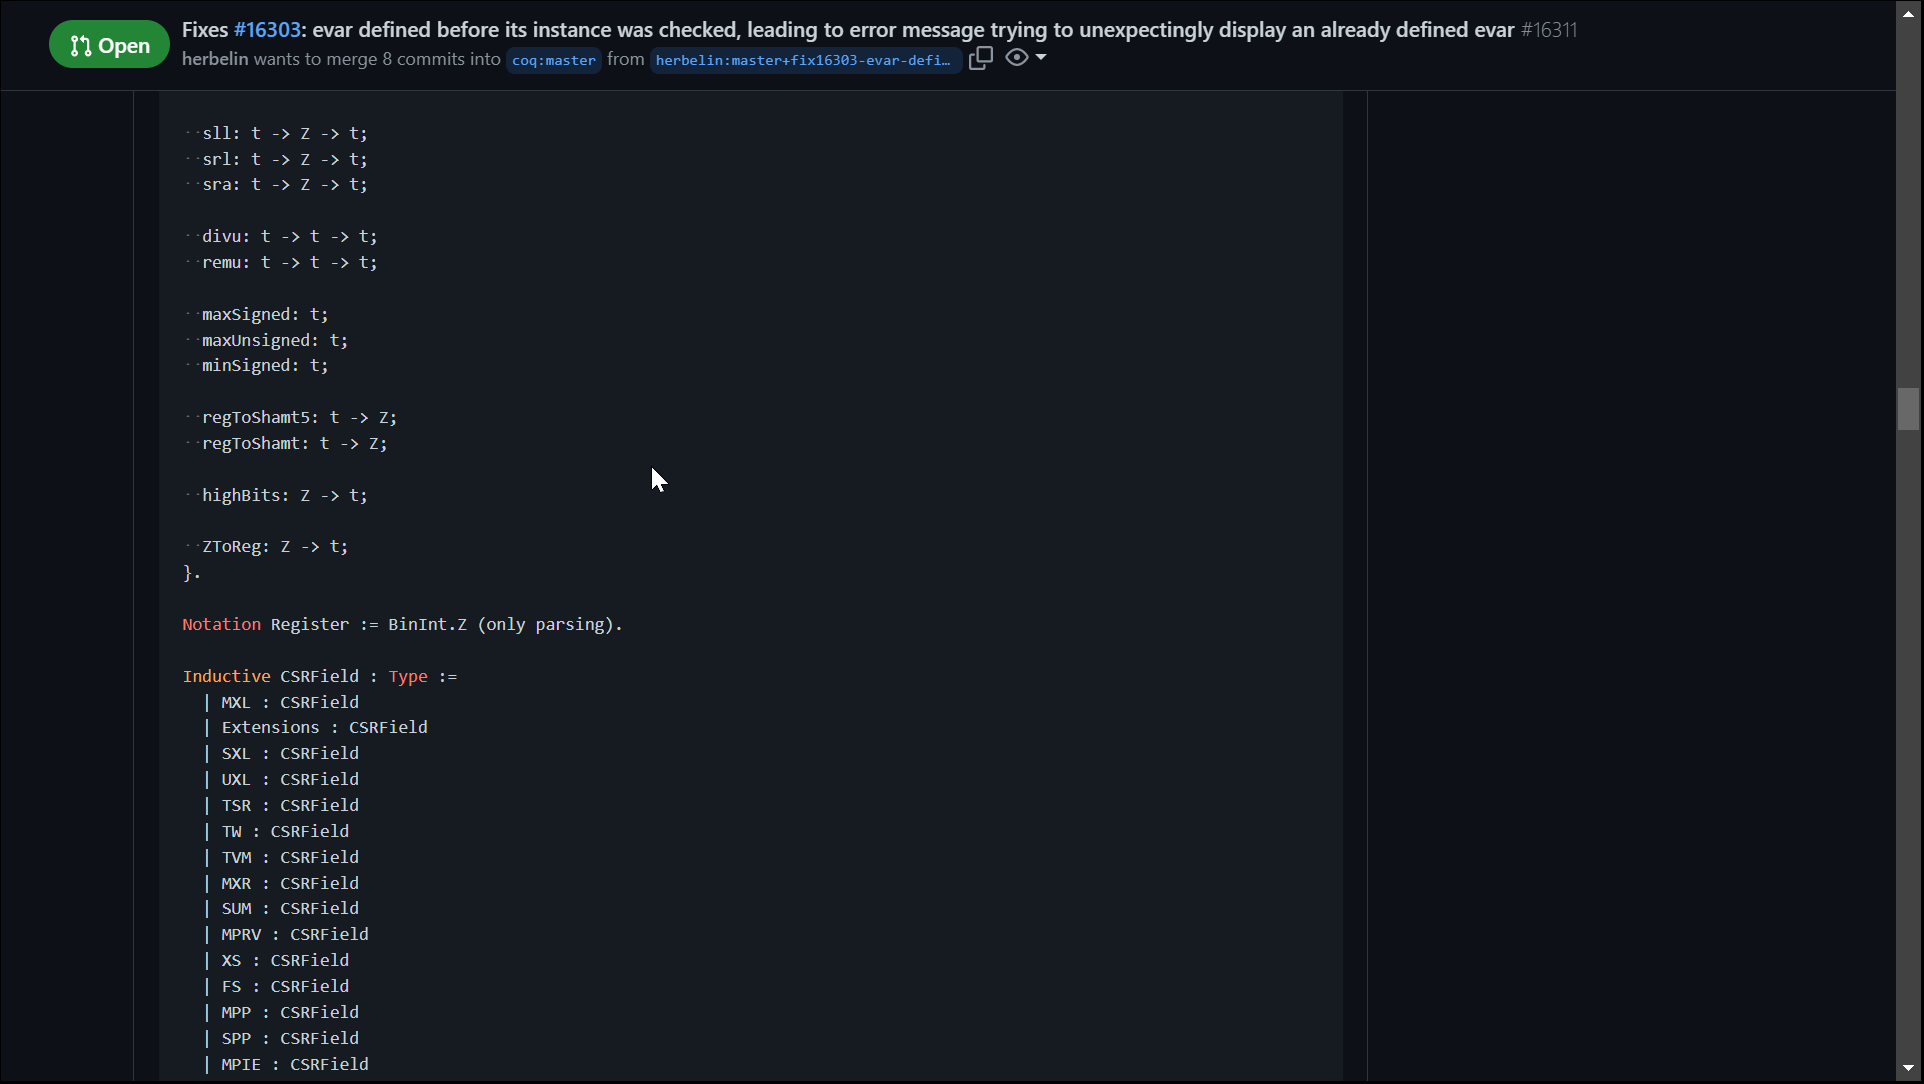 Open
Fixes #16303: evar defined before its instance was checked, leading to error message trying to unexpectingly display an already defined evar #16311
herbelin wants to merge 8 commits into coq:master from herbelin:master+fix16303-evar-defi…
sll: t -> Z -> t;
srl: t -> Z -> t;
sra: t -> Z -> t;
divu: t -> t -> t;
remu: t -> t -> t;
maxSigned: t;
maxUnsigned: t;
minSigned: t;
regToShamt5: t -> Z;
regToShamt: t -> Z;
highBits: Z -> t;
ZToReg: Z -> t;
}.
Notation Register := BinInt.Z (only parsing).
Inductive CSRField : Type :=
| MXL : CSRField
| Extensions : CSRField
| SXL : CSRField
| UXL : CSRField
| TSR : CSRField
| TW : CSRField
| TVM : CSRField
| MXR : CSRField
| SUM : CSRField
| MPRV : CSRField
| XS : CSRField
| FS : CSRField
| MPP : CSRField
| SPP : CSRField
| MPIE : CSRField